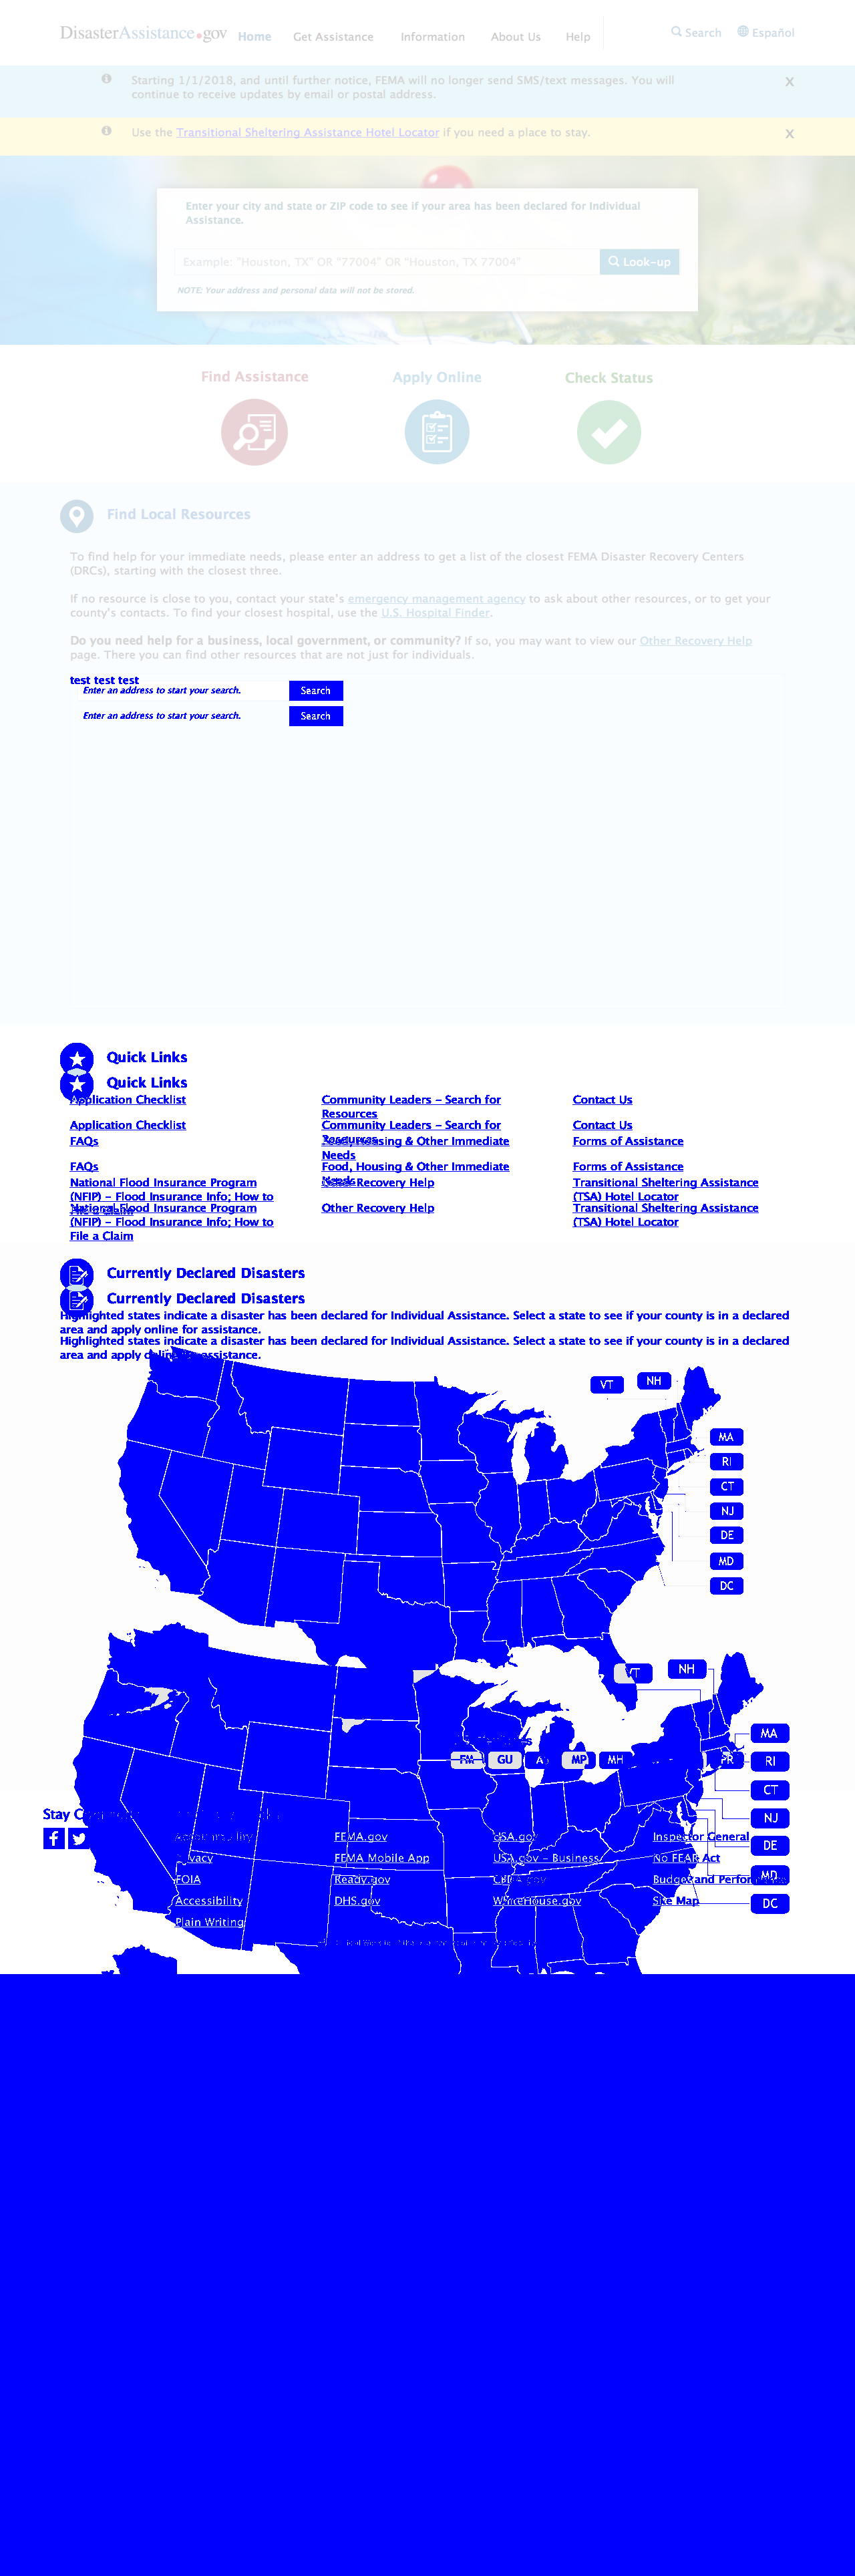 DisasterAssistance.gov Home Get Assistance Information About Us Help Search Español
Starting 1/1/2018, and until further notice, FEMA will no longer send SMS/text messages. You will X
continue to receive updates by email or postal address.
Use the Transitional Sheltering Assistance Hotel Locator if you need a place to stay. X
Enter your city and state or ZIP code to see if your area has been declared for Individual
Assistance.
Example: "Houston, TX" OR "77004" OR "Houston, TX 77004" Look-up
NOTE: Your address and personal data will not be stored.
Find Assistance Apply Online Check Status
Find Local Resources
To find help for your immediate needs, please enter an address to get a list of the closest FEMA Disaster Recovery Centers
(DRCs), starting with the closest three.
If no resource is close to you, contact your state's emergency management agency to ask about other resources, or to get your
county's contacts. To find your closest hospital, use the U.S. Hospital Finder.
Do you need help for a business, local government, or community? If so, you may want to view our Other Recovery Help
page. There you can find other resources that are not just for individuals.
test test test
Enter an address to start your search. Search
Enter an address to start your search. Search
Quick Links
Quick Links
Application Checklist Community Leaders - Search for Contact Us
Resources
Application Checklist Community Leaders - Search for Contact Us
Resources
FAQs Food, Housing & Other Immediate Forms of Assistance
Needs
FAQs Food, Housing & Other Immediate Forms of Assistance
Needs
National Flood Insurance Program Other Recovery Help Transitional Sheltering Assistance
(NFIP) - Flood Insurance Info; How to (TSA) Hotel Locator
File a Claim
National Flood Insurance Program Other Recovery Help Transitional Sheltering Assistance
(NFIP) - Flood Insurance Info; How to (TSA) Hotel Locator
File a Claim
Currently Declared Disasters
Currently Declared Disasters
Highlighted states indicate a disaster has been declared for Individual Assistance. Select a state to see if your county is in a declared
area and apply online for assistance.
Highlighted states indicate a disaster has been declared for Individual Assistance. Select a state to see if your county is in a declared
area and apply online for assistance.
VT NH
MA
RI
CT
NJ
DE
MD
DC
VT NH
MA
FM GU MP MH PR RI
CT
NJ
Stay
FEMA.gov USA.gov Inspector General DE
Privacy FEMA Mobile App USA.gov - Business No FEAR Act
FOIA Ready.gov Budget and MD
Accessibility DHS.gov WhiteHouse.gov Site Map DC
Plain Writing